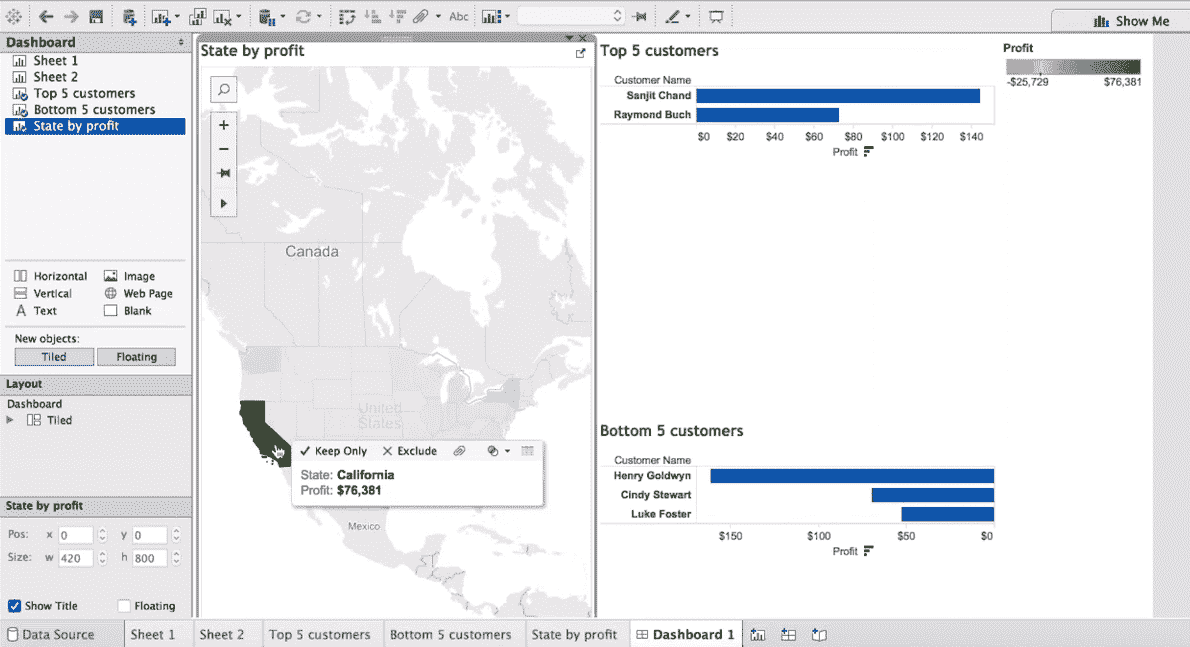 Abc
Show Me
Dashboard
Sheet 1
Sheet 2
Top 5 customers
Bottom 5 customers
State by profit
Horizontal
Image
Vertical
Web Page
A Text
Blank
New objects:
Tiled
Floating
Layout
Dashboard
Tiled
State by profit
Pos: x 0 y 0
Size: w 420 h 800
Show Title
Floating
State by profit
Canada
United States
Keep Only
Exclude
State: California
Profit: $76,381
Mexico
Top 5 customers
Customer Name
Sanjit Chand
Raymond Buch
$0 $20 $40 $60 $80 $100 $120 $140
Profit
Bottom 5 customers
Customer Name
Henry Goldwyn
Cindy Stewart
Luke Foster
$150 $100 $50 $0
Profit
Profit
-$25,729 $76,381
Data Source
Sheet 1
Sheet 2
Top 5 customers
Bottom 5 customers
State by profit
Dashboard 1